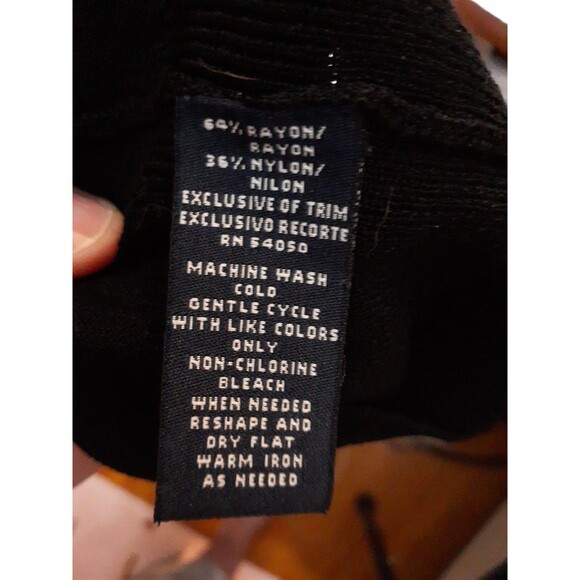 64% RAYON/
RAYON
36% NYLON/
NILON
EXCLUSIVE OF TRIM
EXCLUSIVO RECORTE
RN 54050
MACHINE WASH
COLD
GENTLE CYCLE
WITH LIKE COLORS
ONLY
NON-CHLORINE
BLEACH
WHEN NEEDED
RESHAPE AND
DRY FLAT
WARM IRON
AS NEEDED